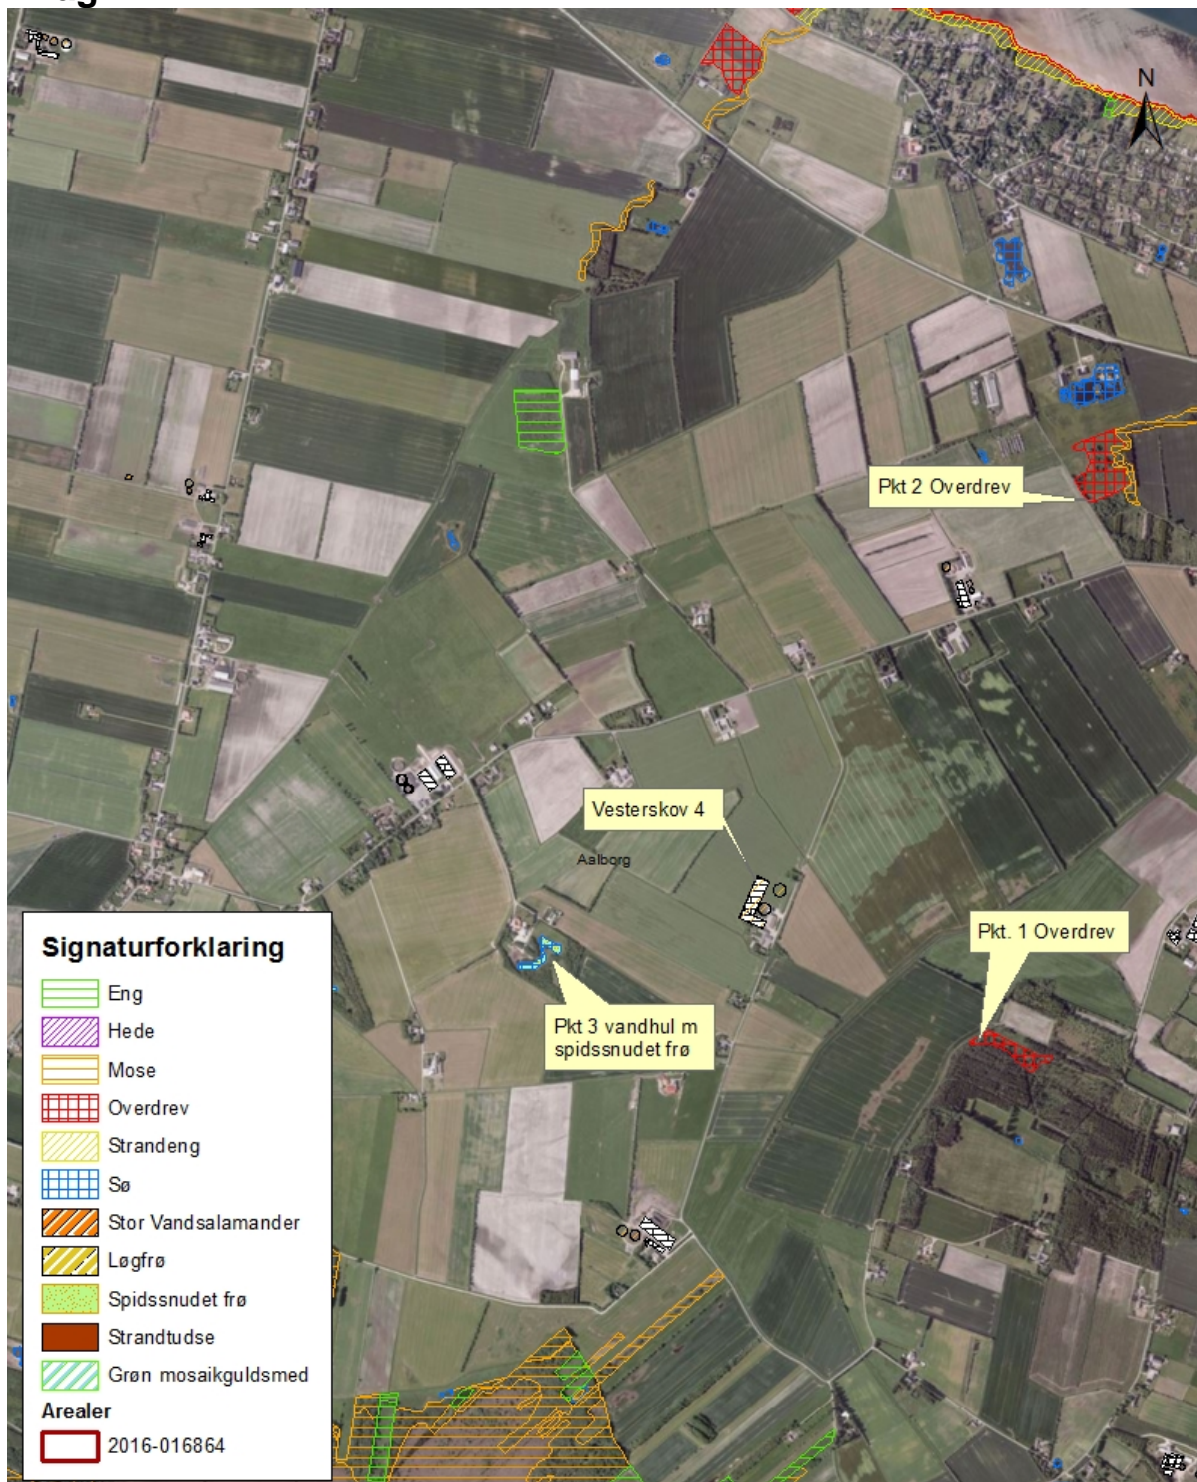 N
Pkt 2 Overdrev
Vesterskov 4
Aalborg
Pkt. 1 Overdrev
Pkt 3 vandhul m
spidssnudet frø
Signaturforklaring
Eng
Hede
Mose
Overdrev
Strandeng
Sø
Stor Vandsalamander
Løgfrø
Spidssnudet frø
Strandtudse
Grøn mosaikguldsmed
Arealer
2016-016864